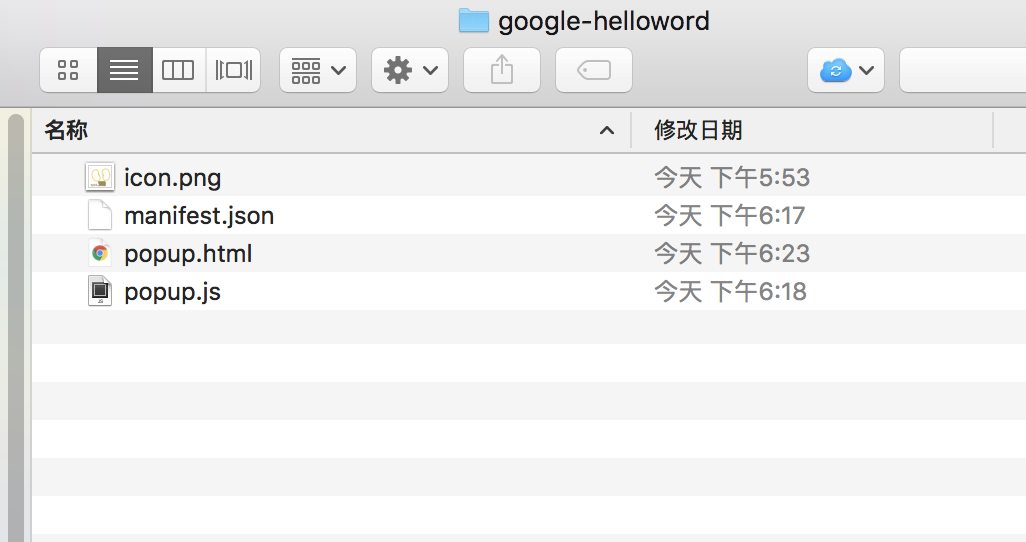 google-helloword
名称 修改日期
icon.png 今天 下午5:53
manifest.json 今天 下午6:17
popup.html 今天 下午6:23
popup.js 今天 下午6:18